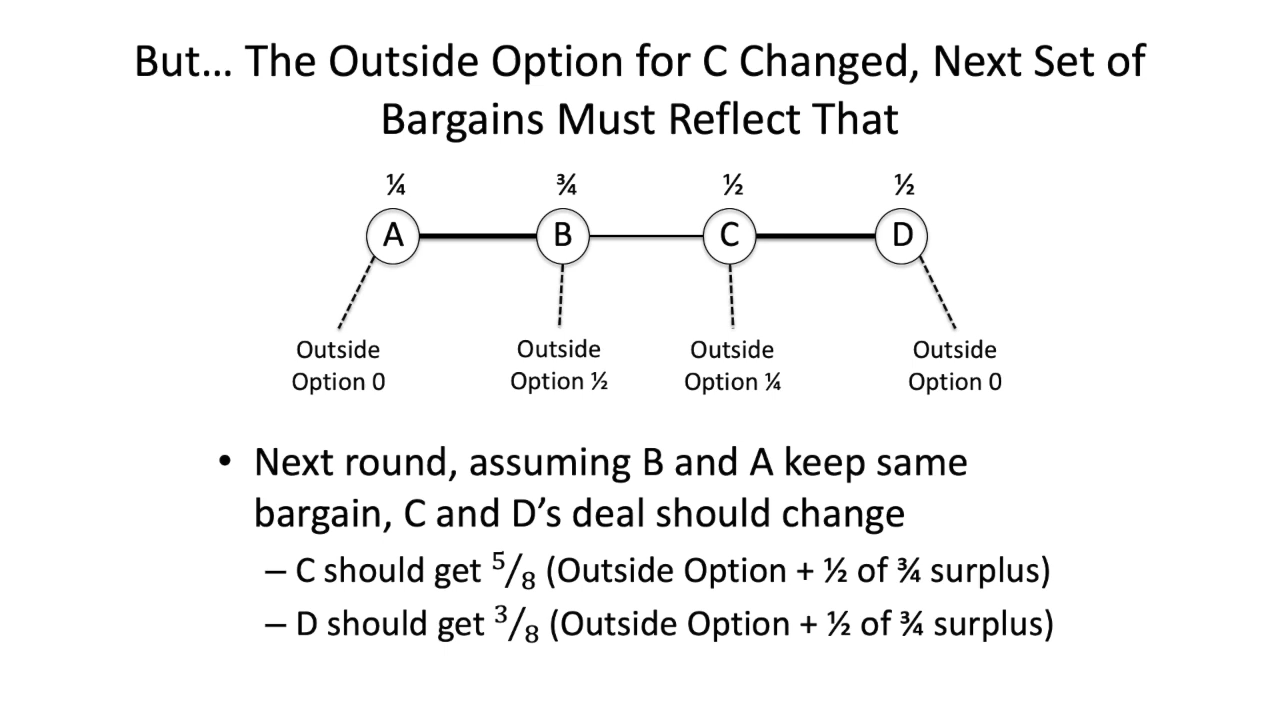 But... The Outside Option for C Changed, Next Set of
Bargains Must Reflect That
¼ ¾ ½ ½
A B C D
Outside Outside Outside Outside
Option 0 Option ½ Option ¼ Option 0
• Next round, assuming B and A keep same
bargain, C and D’s deal should change
– C should get 5/8 (Outside Option + ½ of ¾ surplus)
– D should get 3/8 (Outside Option + ½ of ¾ surplus)